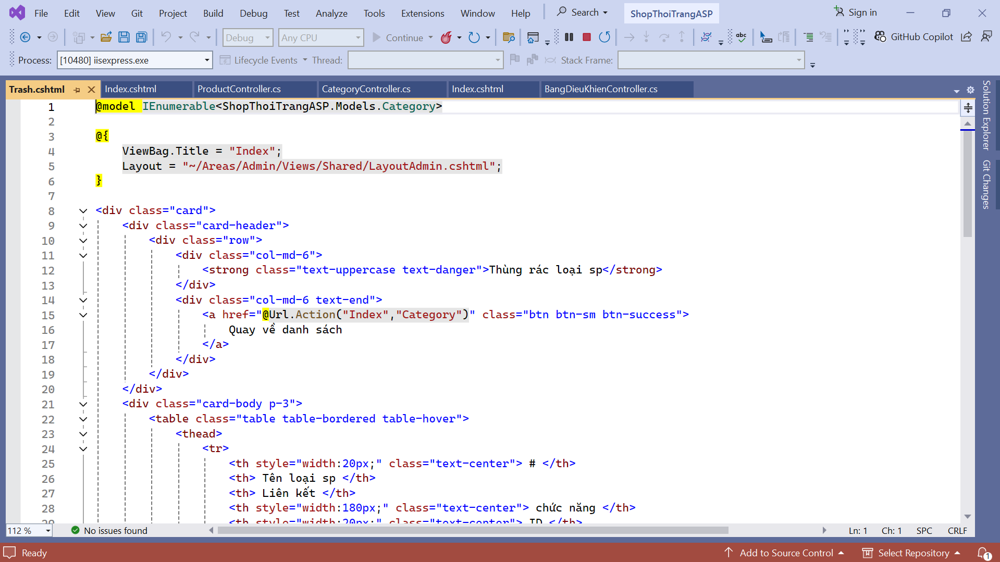 File Edit View Git Project Build Debug Test Analyze Tools Extensions Window Help Search ShopThoiTrangASP Sign in
Debug Any CPU Continue GitHub Copilot
Process: [10480] iisexpress.exe Lifecycle Events Thread: Stack Frame:
Trash.cshtml Index.cshtml ProductController.cs CategoryController.cs Index.cshtml BangDieuKhienController.cs
1 @model IEnumerable<ShopThoiTrangASP.Models.Category>
2
3 @{
4 ViewBag.Title = "Index";
5 Layout = "~/Areas/Admin/Views/Shared/LayoutAdmin.cshtml";
6 }
7
8 <div class="card">
9 <div class="card-header">
10 <div class="row">
11 <div class="col-md-6">
12 <strong class="text-uppercase text-danger">Thùng rác loại sp</strong>
13 </div>
14 <div class="col-md-6 text-end">
15 <a href="@Url.Action("Index","Category")" class="btn btn-sm btn-success">
16 Quay về danh sách
17 </a>
18 </div>
19 </div>
20 </div>
21 <div class="card-body p-3">
22 <table class="table table-bordered table-hover">
23 <thead>
24 <tr>
25 <th style="width:20px;" class="text-center"> # </th>
26 <th> Tên loại sp </th>
27 <th> Liên kết </th>
28 <th style="width:180px;" class="text-center"> chức năng </th>
29 <th style="width:20px;" class="text-center"> ID </th>
Solution Explorer
Git Changes
112 % No issues found Ln: 1 Ch: 1 SPC CRLF
Ready Add to Source Control Select Repository 1